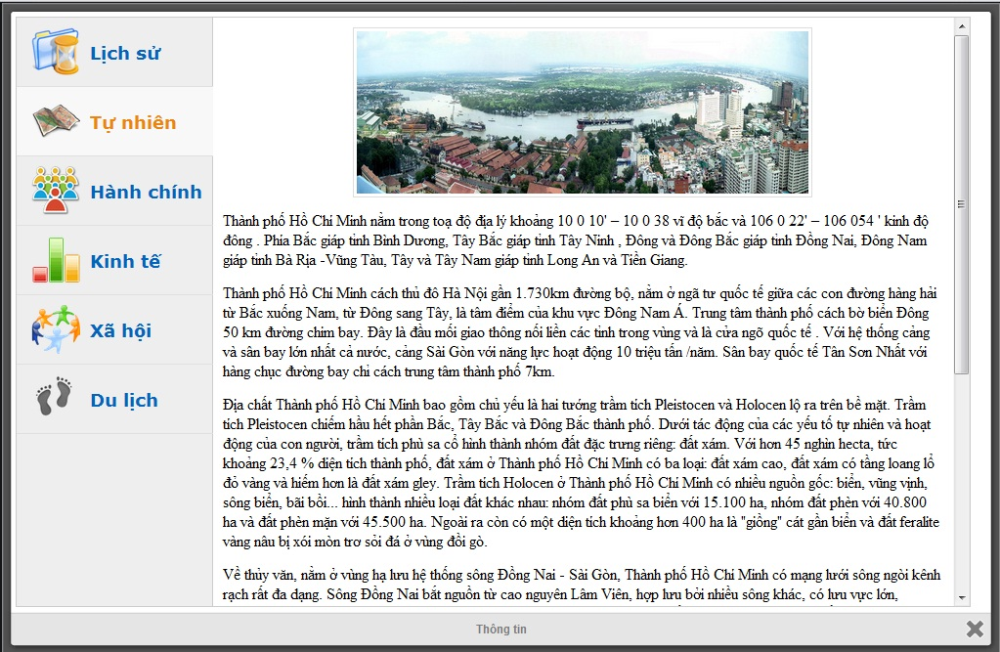 Lịch sử
Tự nhiên
Hành chính
Kinh tế
Xã hội
Du lịch
Thành phố Hồ Chí Minh nằm trong toạ độ địa lý khoảng 10 0 10' – 10 0 38 vĩ độ bắc và 106 0 22' – 106 054 ' kinh độ
đông . Phía Bắc giáp tỉnh Bình Dương, Tây Bắc giáp tỉnh Tây Ninh , Đông và Đông Bắc giáp tỉnh Đồng Nai, Đông Nam
giáp tỉnh Bà Rịa -Vũng Tàu, Tây và Tây Nam giáp tỉnh Long An và Tiền Giang.
Thành phố Hồ Chí Minh cách thủ đô Hà Nội gần 1.730km đường bộ, nằm ở ngã tư quốc tế giữa các con đường hàng hải
từ Bắc xuống Nam, từ Đông sang Tây, là tâm điểm của khu vực Đông Nam Á. Trung tâm thành phố cách bờ biển Đông
50 km đường chim bay. Đây là đầu mối giao thông nối liền các tỉnh trong vùng và là cửa ngõ quốc tế . Với hệ thống cảng
và sân bay lớn nhất cả nước, cảng Sài Gòn với năng lực hoạt động 10 triệu tấn /năm. Sân bay quốc tế Tân Sơn Nhất với
hàng chục đường bay chỉ cách trung tâm thành phố 7km.
Địa chất Thành phố Hồ Chí Minh bao gồm chủ yếu là hai tướng trầm tích Pleistocen và Holocen lộ ra trên bề mặt. Trầm
tích Pleistocen chiếm hầu hết phần Bắc, Tây Bắc và Đông Bắc thành phố. Dưới tác động của các yếu tố tự nhiên và hoạt
động của con người, trầm tích phù sa cổ hình thành nhóm đất đặc trưng riêng: đất xám. Với hơn 45 nghìn hecta, tức
khoảng 23,4 % diện tích thành phố, đất xám ở Thành phố Hồ Chí Minh có ba loại: đất xám cao, đất xám có tầng loang lổ
đỏ vàng và hiếm hơn là đất xám gley. Trầm tích Holocen ở Thành phố Hồ Chí Minh có nhiều nguồn gốc: biển, vũng vịnh,
sông biển, bãi bồi... hình thành nhiều loại đất khác nhau: nhóm đất phù sa biển với 15.100 ha, nhóm đất phèn với 40.800
ha và đất phèn mặn với 45.500 ha. Ngoài ra còn có một diện tích khoảng hơn 400 ha là "giồng" cát gần biển và đất feralite
vàng nâu bị xói mòn trơ sỏi đá ở vùng đồi gò.
Về thủy văn, nằm ở vùng hạ lưu hệ thống sông Đồng Nai - Sài Gòn, Thành phố Hồ Chí Minh có mạng lưới sông ngòi kênh
rạch rất đa dạng. Sông Đồng Nai bắt nguồn từ cao nguyên Lâm Viên, hợp lưu bởi nhiều sông khác, có lưu vực lớn,
Thông tin